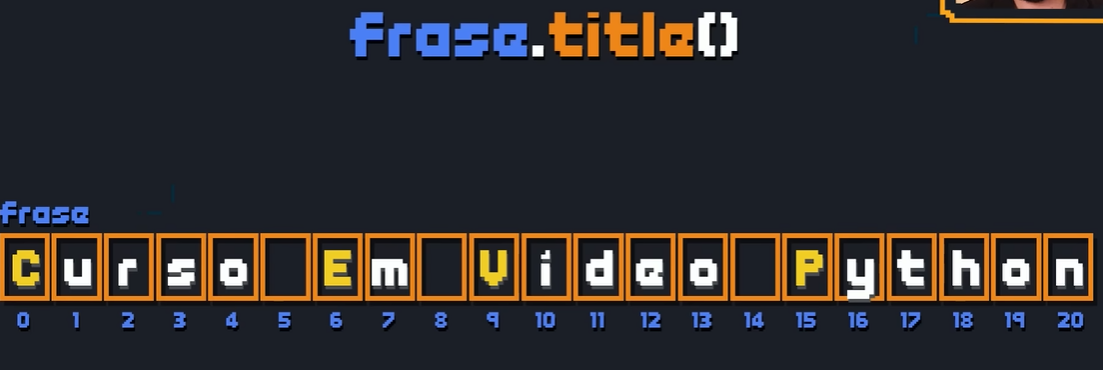 frase.title()
frase
Curso Em Video Python
0 1 2 3 4 5 6 7 8 9 10 11 12 13 14 15 16 17 18 19 20